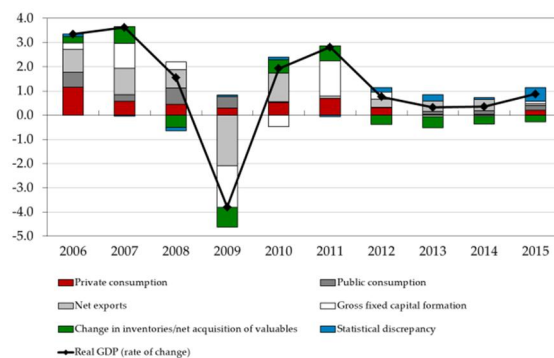 4.0
3.0
2.0
1.0
0.0
-1.0
-2.0
-3.0
-4.0
-5.0
2006 2007 2008 2009 2010 2011 2012 2013 2014 2015
Private consumption Public consumption
Net exports Gross fixed capital formation
Change in inventories/net acquisition of valuables Statistical discrepancy
Real GDP (rate of change)